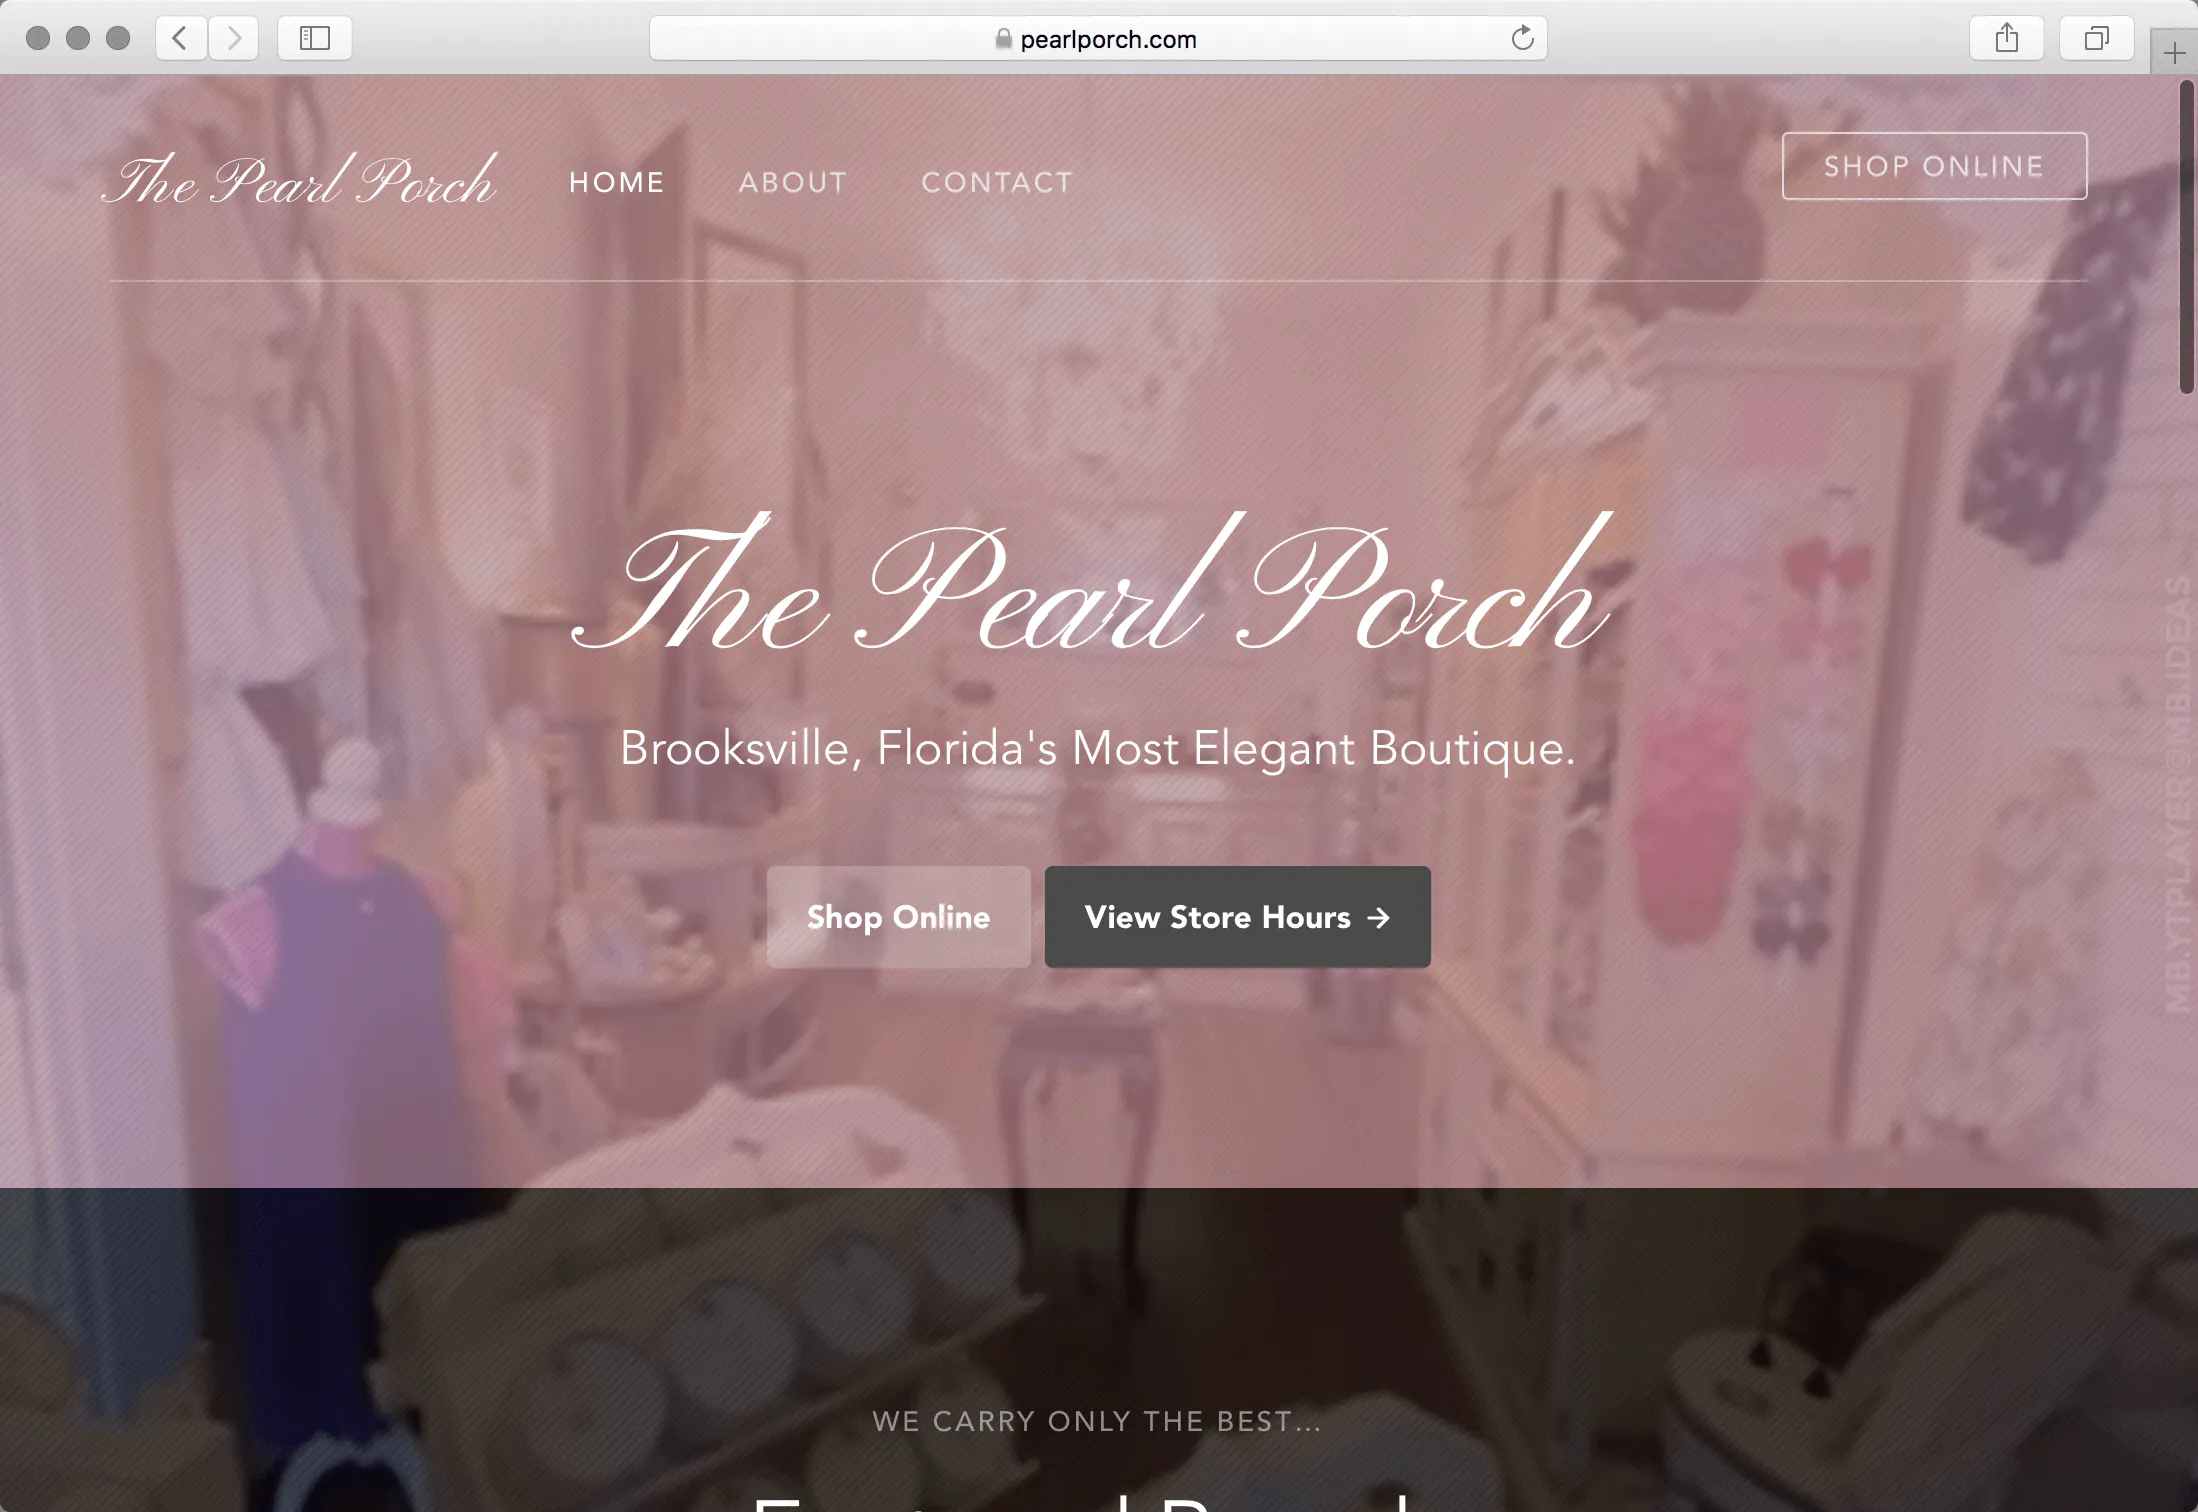 pearlporch.com
The Pearl Porch
HOME
ABOUT
CONTACT
SHOP ONLINE
The Pearl Porch
Brooksville, Florida's Most Elegant Boutique.
Shop Online
View Store Hours →
MB.YTPLAYER@MB.IDEAS
WE CARRY ONLY THE BEST...